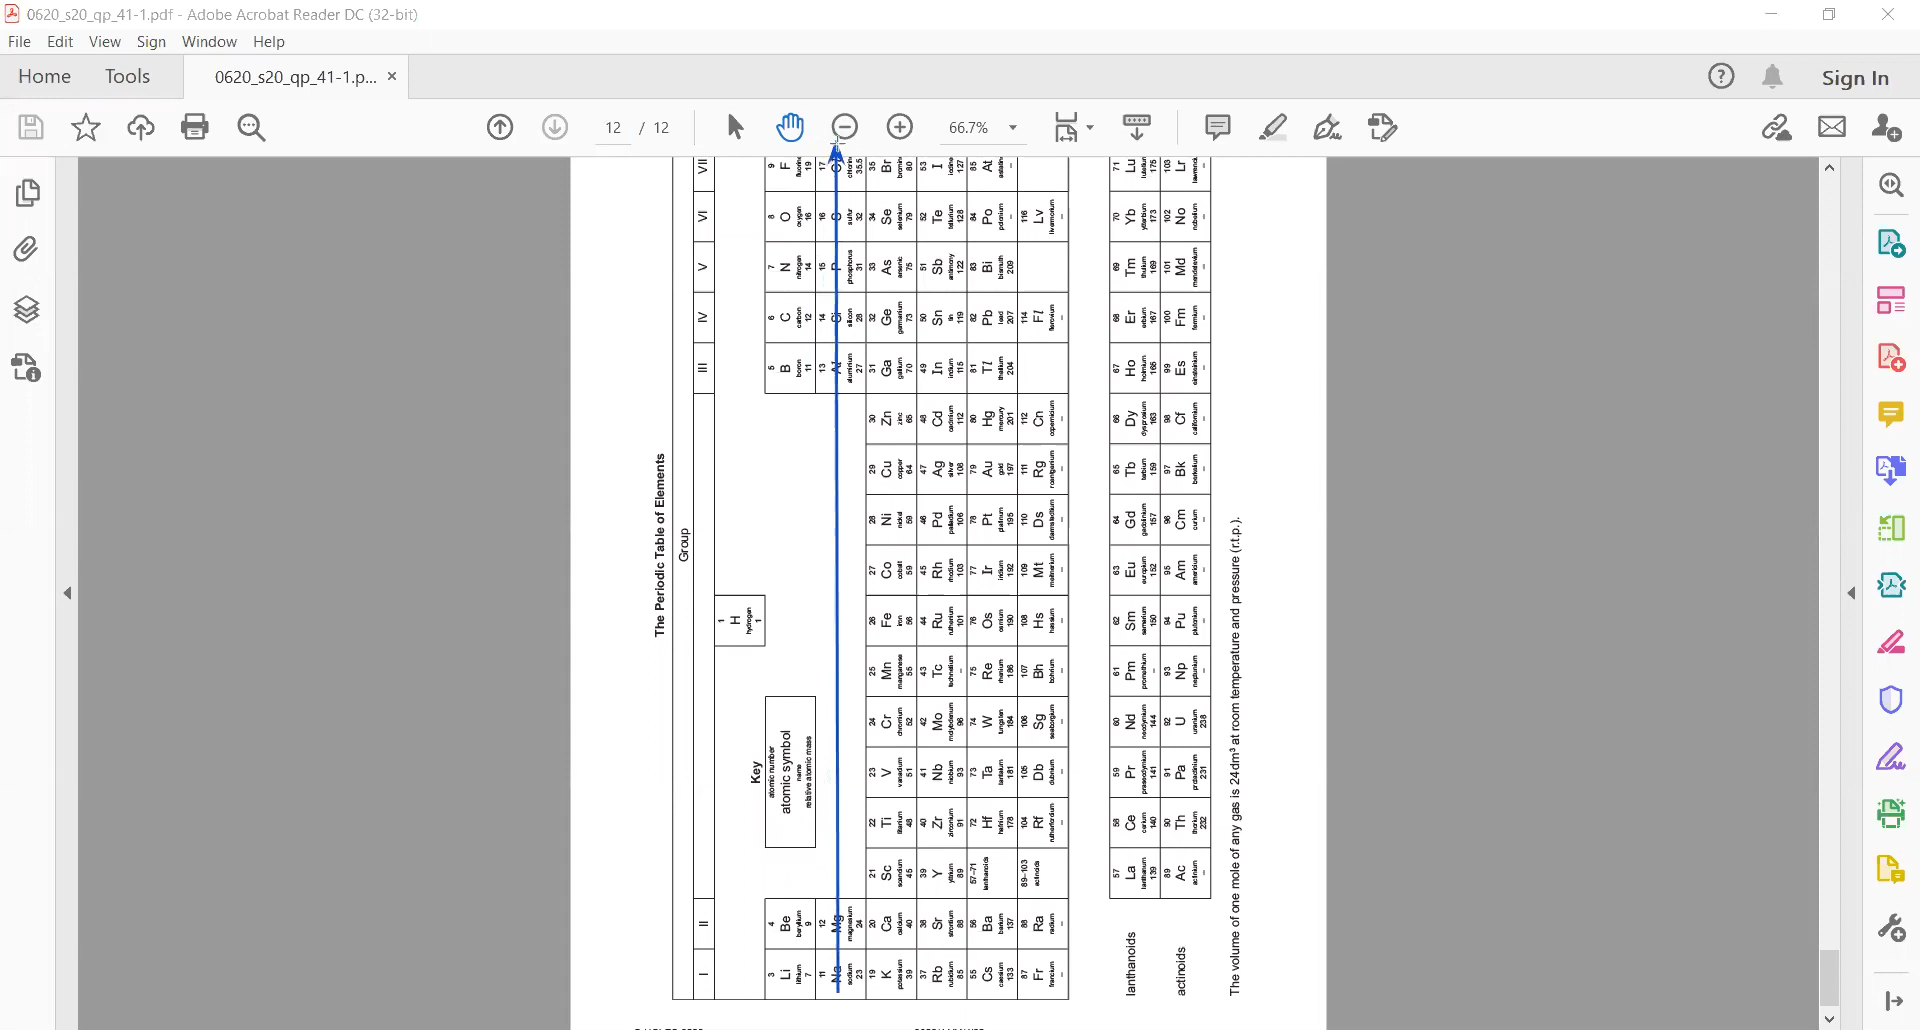 0620_s20_qp_41-1.pdf - Adobe Acrobat Reader DC (32-bit)
File Edit View Sign Window Help
Home Tools 0620_s20_qp_41-1.p... × Sign In
12 / 12 66.7%
The Periodic Table of Elements
Group
I II III IV V VI VII
1
H
hydrogen
1
Key
atomic number
atomic symbol
name
relative atomic mass
3 4 5 6 7 8 9
Li Be B C N O F
lithium beryllium boron carbon nitrogen oxygen fluorine
7 9 11 12 14 16 19
11 12 13 14 15 16 17
Na Mg Al Si P S Cl
sodium magnesium aluminium silicon phosphorus sulfur chlorine
23 24 27 28 31 32 35.5
19 20 21 22 23 24 25 26 27 28 29 30 31 32 33 34 35
K Ca Sc Ti V Cr Mn Fe Co Ni Cu Zn Ga Ge As Se Br
potassium calcium scandium titanium vanadium chromium manganese iron cobalt nickel copper zinc gallium germanium arsenic selenium bromine
39 40 45 48 51 52 55 56 59 59 64 65 70 73 75 79 80
37 38 39 40 41 42 43 44 45 46 47 48 49 50 51 52 53
Rb Sr Y Zr Nb Mo Tc Ru Rh Pd Ag Cd In Sn Sb Te I
rubidium strontium yttrium zirconium niobium molybdenum technetium ruthenium rhodium palladium silver cadmium indium tin antimony tellurium iodine
85 88 89 91 93 96 – 101 103 106 108 112 115 119 122 128 127
55 56 57–71 72 73 74 75 76 77 78 79 80 81 82 83 84 85
Cs Ba lanthanoids Hf Ta W Re Os Ir Pt Au Hg Tl Pb Bi Po At
caesium barium hafnium tantalum tungsten rhenium osmium iridium platinum gold mercury thallium lead bismuth polonium astatine
133 137 178 181 184 186 190 192 195 197 201 204 207 209 – –
87 88 89–103 104 105 106 107 108 109 110 111 112 114 116
Fr Ra actinoids Rf Db Sg Bh Hs Mt Ds Rg Cn Fl Lv
francium radium rutherfordium dubnium seaborgium bohrium hassium meitnerium darmstadtium roentgenium copernicium flerovium livermorium
– – – – – – – – – – – – –
lanthanoids
57 58 59 60 61 62 63 64 65 66 67 68 69 70 71
La Ce Pr Nd Pm Sm Eu Gd Tb Dy Ho Er Tm Yb Lu
lanthanum cerium praseodymium neodymium promethium samarium europium gadolinium terbium dysprosium holmium erbium thulium ytterbium lutetium
139 140 141 144 – 150 152 157 159 163 165 167 169 173 175
actinoids
89 90 91 92 93 94 95 96 97 98 99 100 101 102 103
Ac Th Pa U Np Pu Am Cm Bk Cf Es Fm Md No Lr
actinium thorium protactinium uranium neptunium plutonium americium curium berkelium californium einsteinium fermium mendelevium nobelium lawrencium
– 232 231 238 – – – – – – – – – – –
The volume of one mole of any gas is 24 dm³ at room temperature and pressure (r.t.p.).